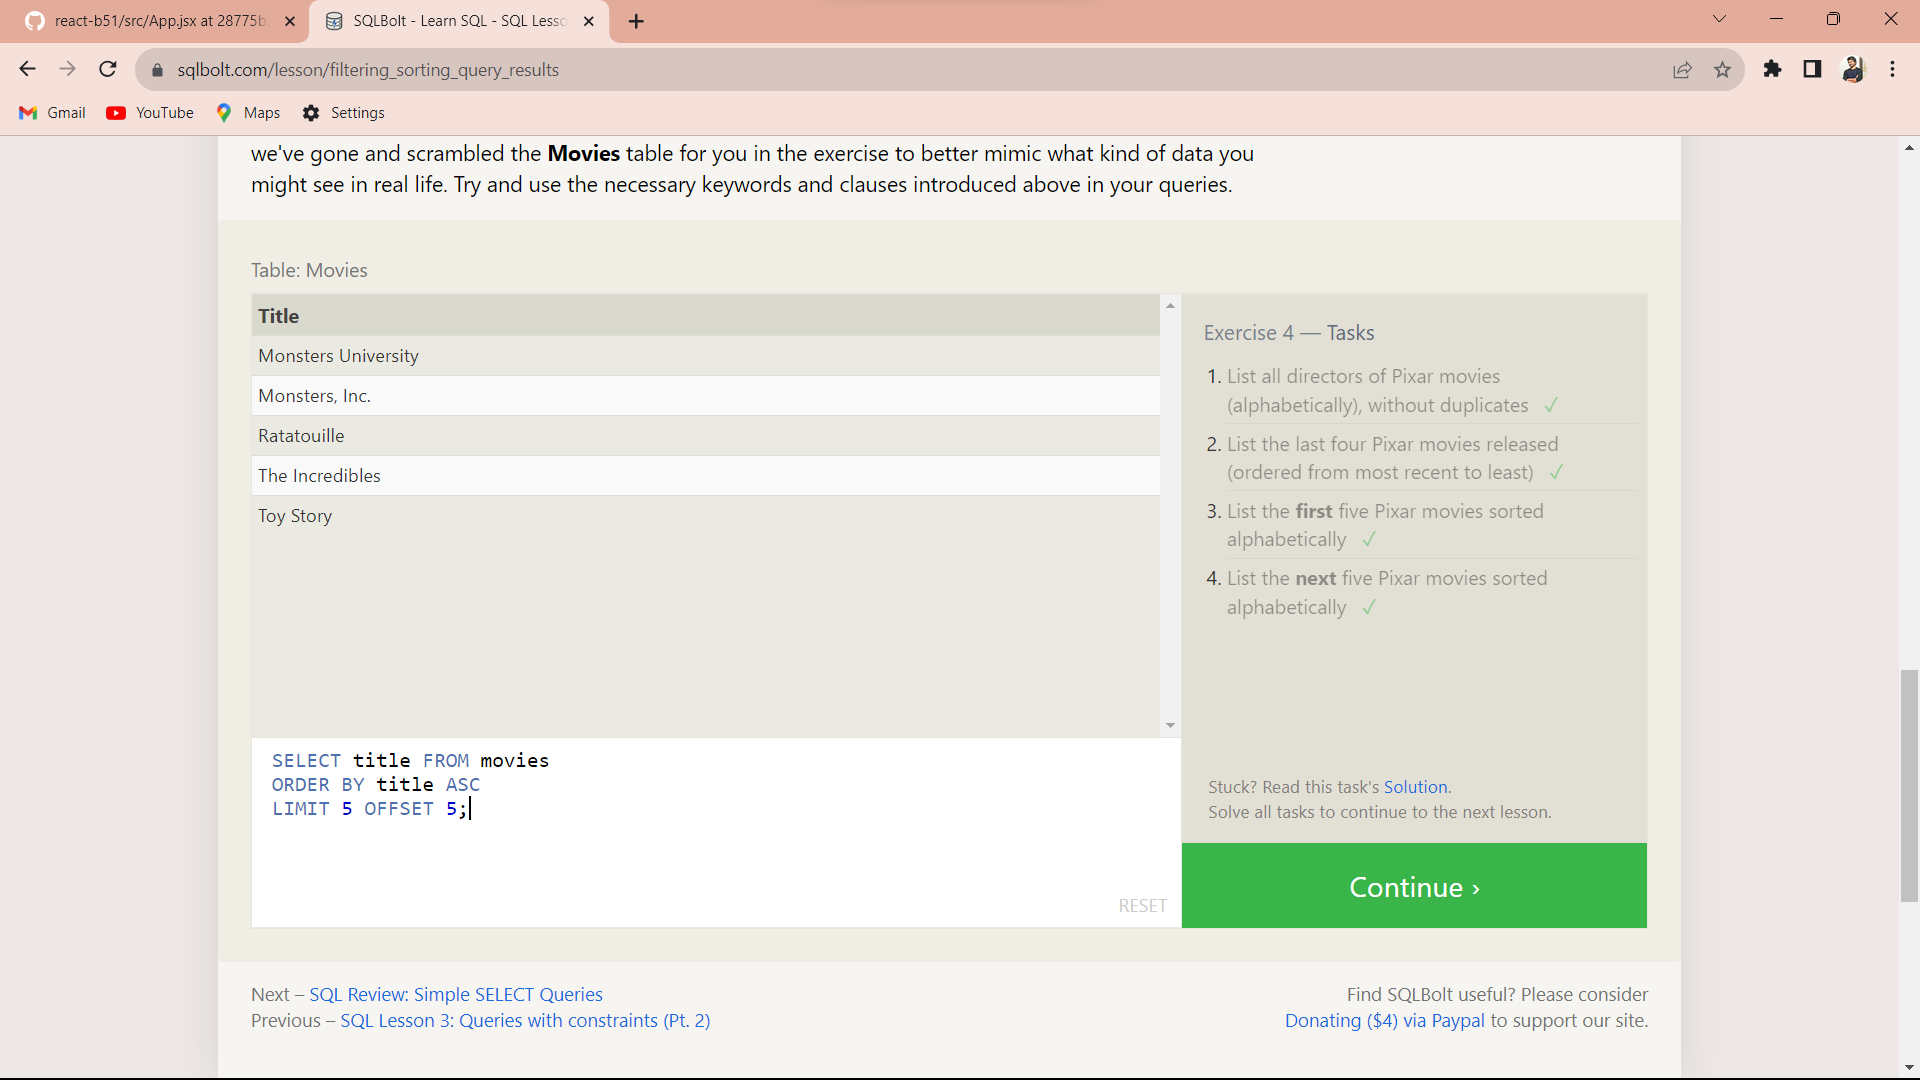 react-b51/src/App.jsx at 28775b
SQLBolt - Learn SQL - SQL Less
sqlbolt.com/lesson/filtering_sorting_query_results
Gmail
YouTube
Maps
Settings
we've gone and scrambled the Movies table for you in the exercise to better mimic what kind of data you
might see in real life. Try and use the necessary keywords and clauses introduced above in your queries.
Table: Movies
Title
Monsters University
Monsters, Inc.
Ratatouille
The Incredibles
Toy Story
SELECT title FROM movies
ORDER BY title ASC
LIMIT 5 OFFSET 5;
RESET
Exercise 4 — Tasks
1. List all directors of Pixar movies
(alphabetically), without duplicates ✓
2. List the last four Pixar movies released
(ordered from most recent to least) ✓
3. List the first five Pixar movies sorted
alphabetically ✓
4. List the next five Pixar movies sorted
alphabetically ✓
Stuck? Read this task's Solution.
Solve all tasks to continue to the next lesson.
Continue ›
Next – SQL Review: Simple SELECT Queries
Previous – SQL Lesson 3: Queries with constraints (Pt. 2)
Find SQLBolt useful? Please consider
Donating ($4) via Paypal to support our site.